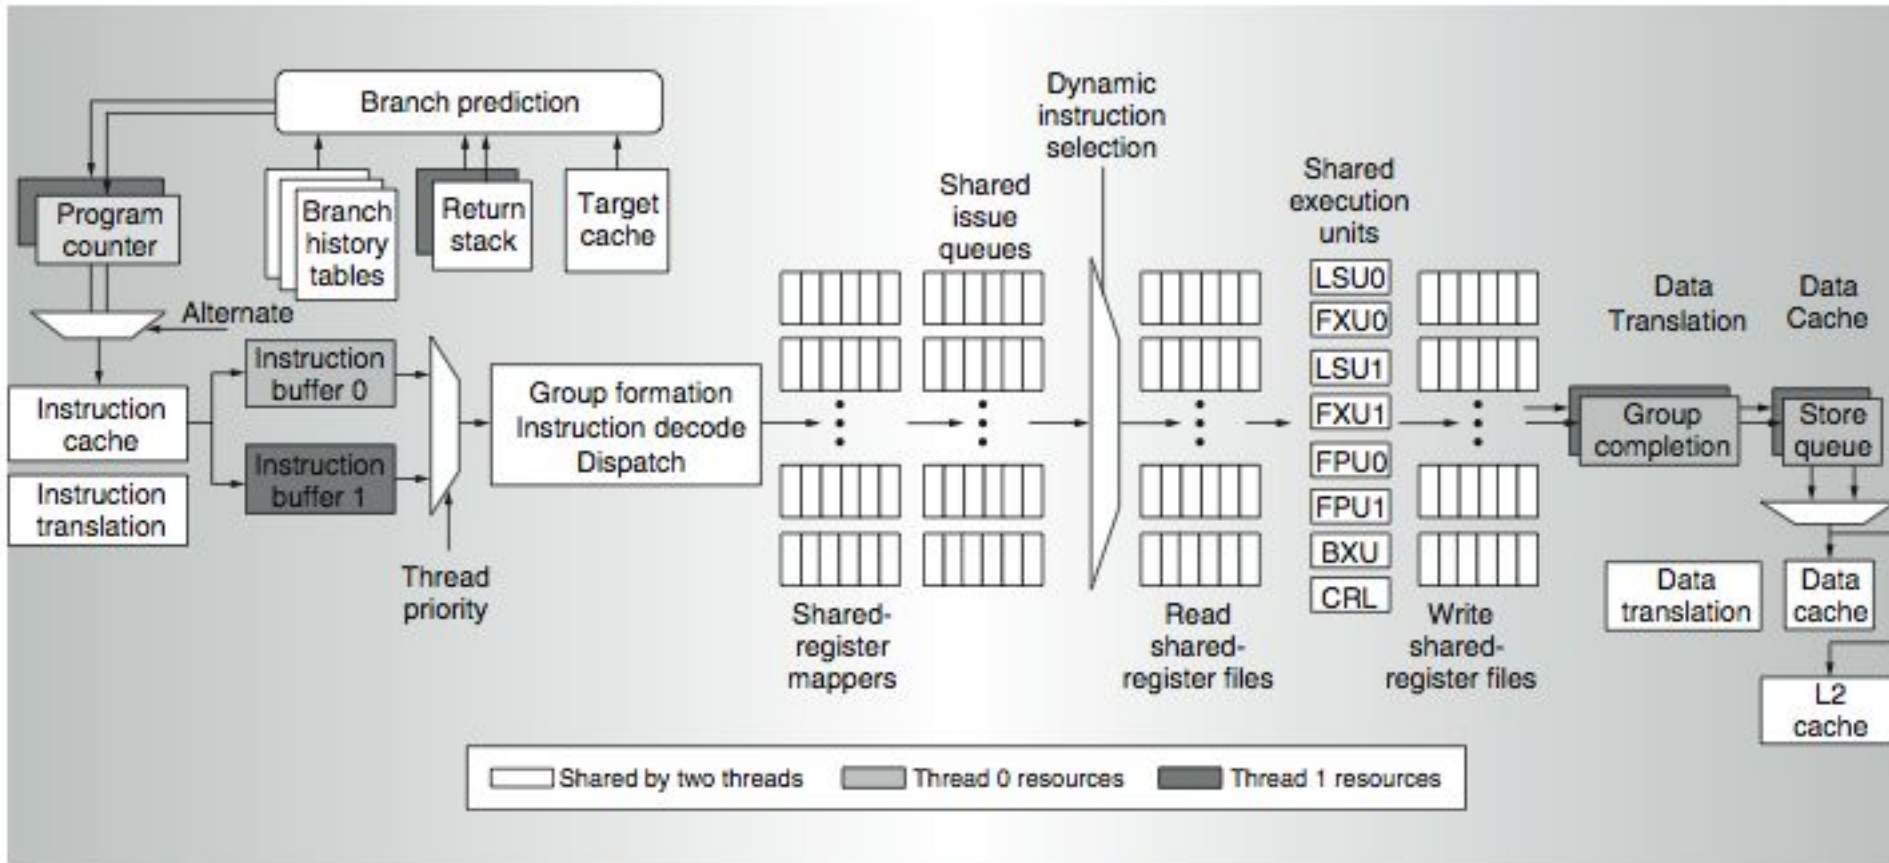 Branch prediction
Program
counter
Branch
history
tables
Return
stack
Target
cache
Alternate
Instruction
cache
Instruction
translation
Instruction
buffer 0
Instruction
buffer 1
Thread
priority
Group formation
Instruction decode
Dispatch
Shared-
register
mappers
Shared
issue
queues
Dynamic
instruction
selection
Read
shared-
register files
Shared
execution
units
LSU0
FXU0
LSU1
FXU1
FPU0
FPU1
BXU
CRL
Write
shared-
register files
Data
Translation
Data
Cache
Group
completion
Store
queue
Data
translation
Data
cache
L2
cache
Shared by two threads
Thread 0 resources
Thread 1 resources